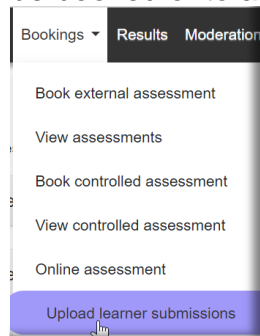 Bookings Results Moderation
Book external assessment
View assessments
Book controlled assessment
View controlled assessment
Online assessment
Upload learner submissions